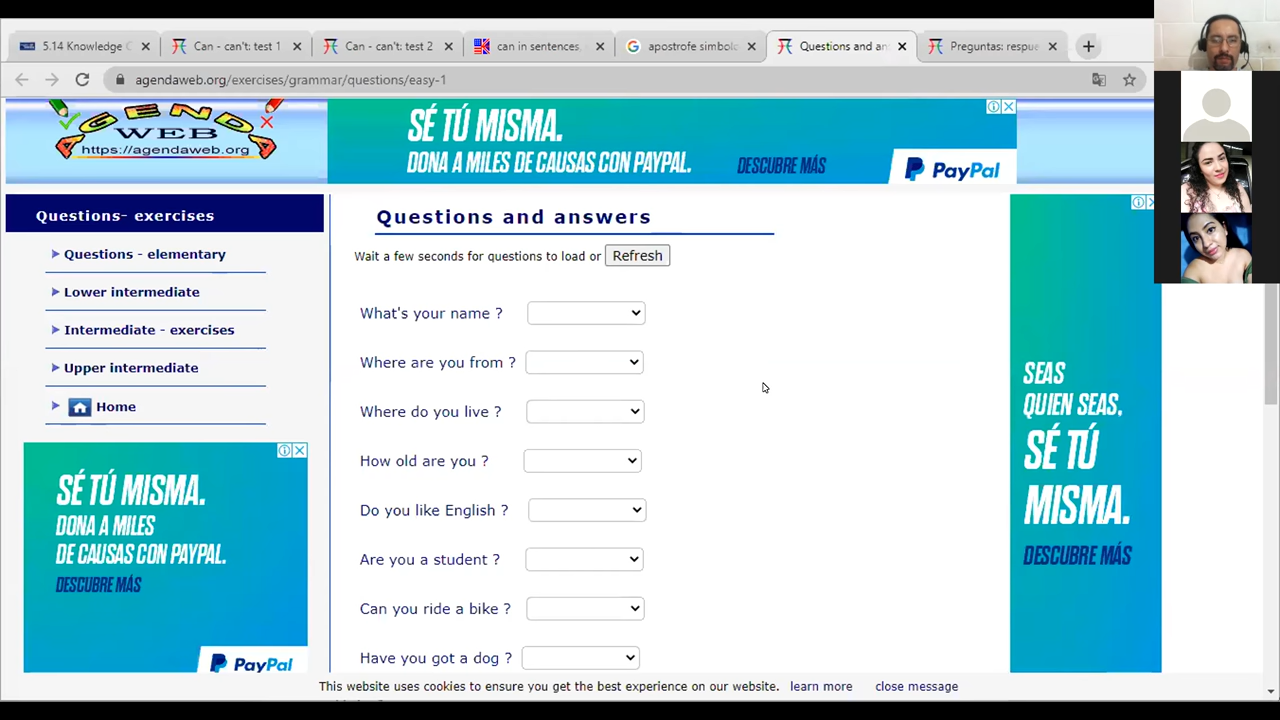 5.14 Knowledge C
Can - can't: test 1
Can - can't: test 2
can in sentences,
apostrofe simbolo
Questions and an
Preguntas: respue
agendaweb.org/exercises/grammar/questions/easy-1
AGENDA
WEB
https://agendaweb.org
SÉ TÚ MISMA.
DONA A MILES DE CAUSAS CON PAYPAL.
DESCUBRE MÁS
PayPal
Questions- exercises
Questions - elementary
Lower intermediate
Intermediate - exercises
Upper intermediate
Home
SÉ TÚ MISMA.
DONA A MILES
DE CAUSAS CON PAYPAL.
DESCUBRE MÁS
PayPal
Questions and answers
Wait a few seconds for questions to load or Refresh
What's your name ?
Where are you from ?
Where do you live ?
How old are you ?
Do you like English ?
Are you a student ?
Can you ride a bike ?
Have you got a dog ?
SEAS
QUIEN SEAS,
SÉ TÚ
MISMA.
DESCUBRE MÁS
This website uses cookies to ensure you get the best experience on our website. learn more close message